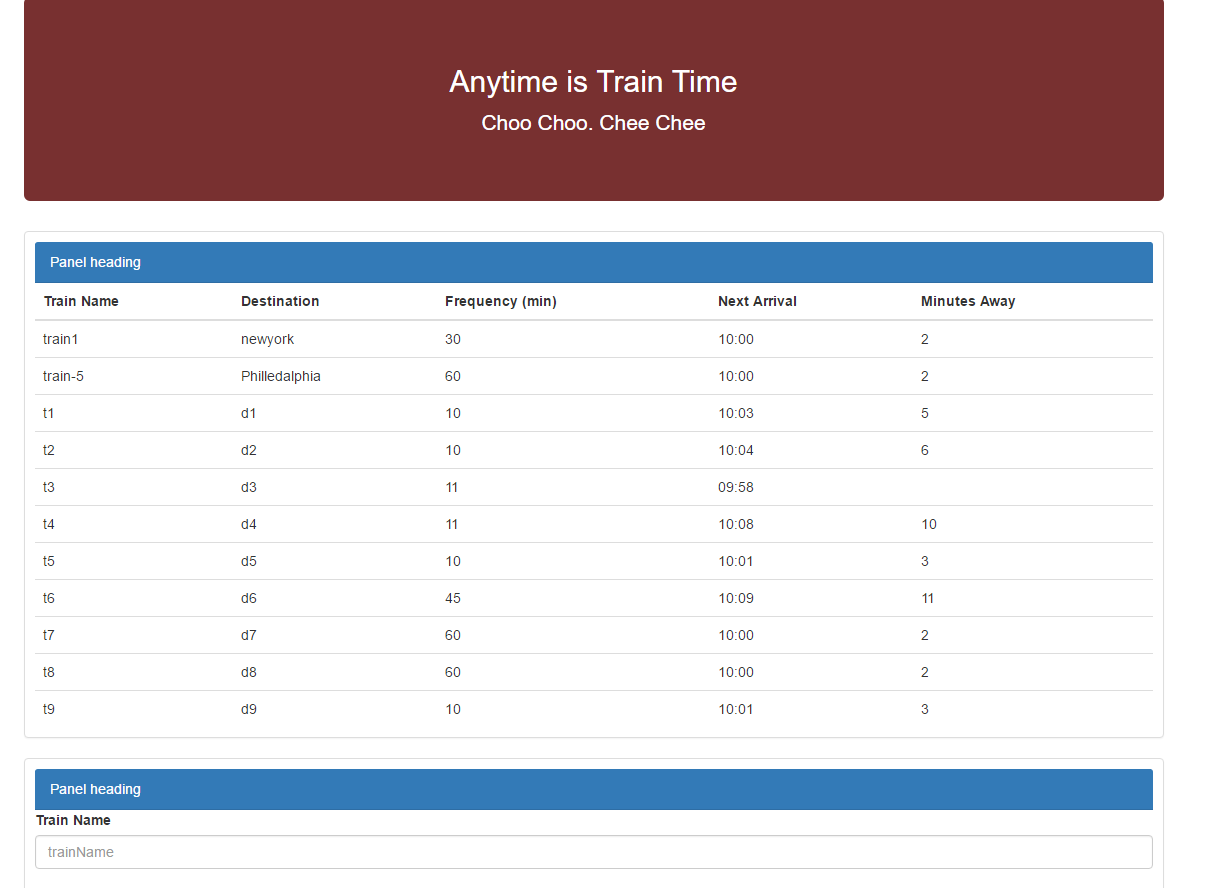 Anytime is Train Time
Choo Choo. Chee Chee
Panel heading
Train Name Destination Frequency (min) Next Arrival Minutes Away
train1 newyork 30 10:00 2
train-5 Philledalphia 60 10:00 2
t1 d1 10 10:03 5
t2 d2 10 10:04 6
t3 d3 11 09:58
t4 d4 11 10:08 10
t5 d5 10 10:01 3
t6 d6 45 10:09 11
t7 d7 60 10:00 2
t8 d8 60 10:00 2
t9 d9 10 10:01 3
Panel heading
Train Name
trainName